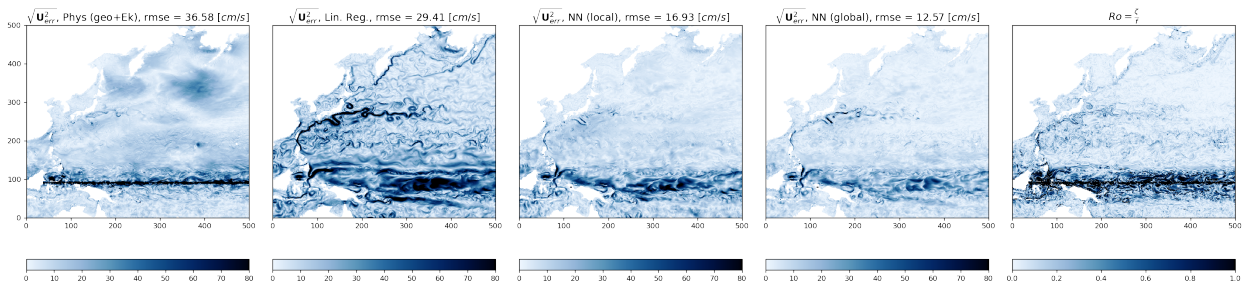 √U²err, Phys (geo+Ek), rmse = 36.58 [cm/s]
√U²err, Lin. Reg., rmse = 29.41 [cm/s]
√U²err, NN (local), rmse = 16.93 [cm/s]
√U²err, NN (global), rmse = 12.57 [cm/s]
Ro = ζ/f
500
400
300
200
100
0
0 100 200 300 400 500
0 100 200 300 400 500
0 100 200 300 400 500
0 100 200 300 400 500
0 100 200 300 400 500
0 10 20 30 40 50 60 70 80
0 10 20 30 40 50 60 70 80
0 10 20 30 40 50 60 70 80
0 10 20 30 40 50 60 70 80
0.0 0.2 0.4 0.6 0.8 1.0